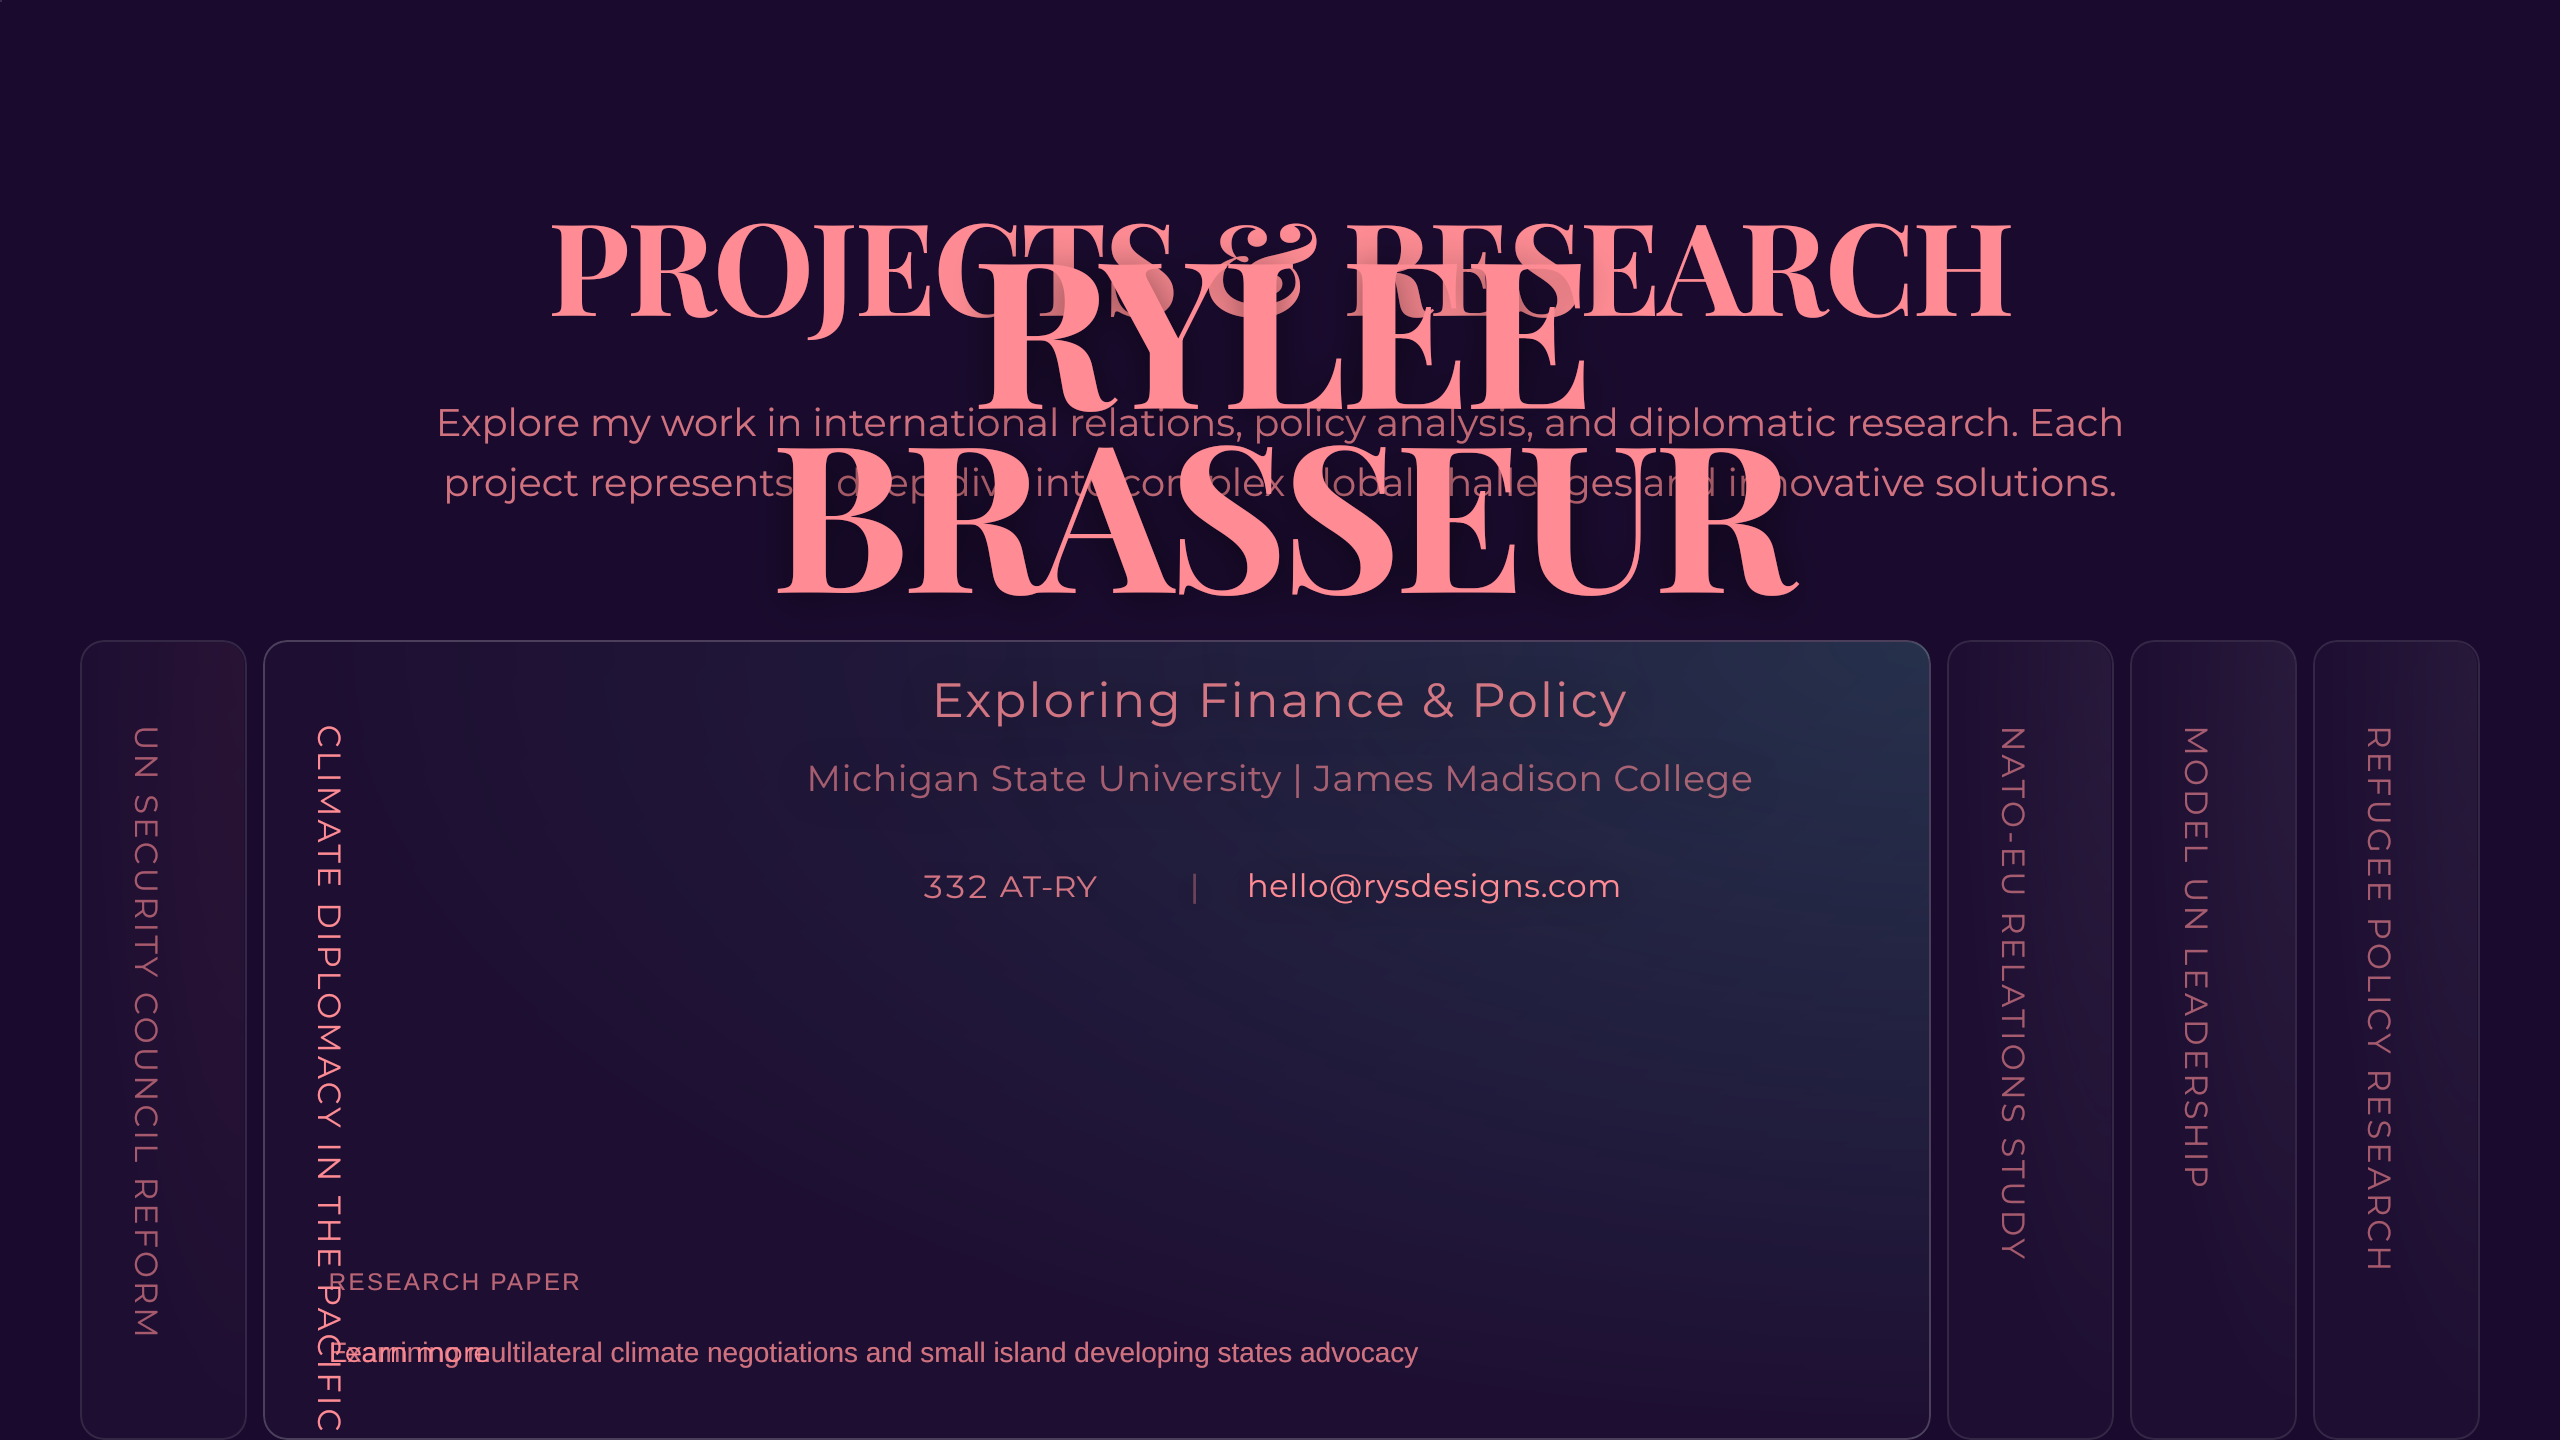 PROJECTS & RESEARCH
RYLEE
BRASSEUR
Explore my work in international relations, policy analysis, and diplomatic research. Each
project represents a deep dive into complex global challenges and innovative solutions.
Exploring Finance & Policy
Michigan State University | James Madison College
332 AT-RY | hello@rysdesigns.com
UN SECURITY COUNCIL REFORM
CLIMATE DIPLOMACY IN THE PACIFIC
RESEARCH PAPER
Examining multilateral climate negotiations and small island developing states advocacy
Learn more
NATO-EU RELATIONS STUDY
MODEL UN LEADERSHIP
REFUGEE POLICY RESEARCH